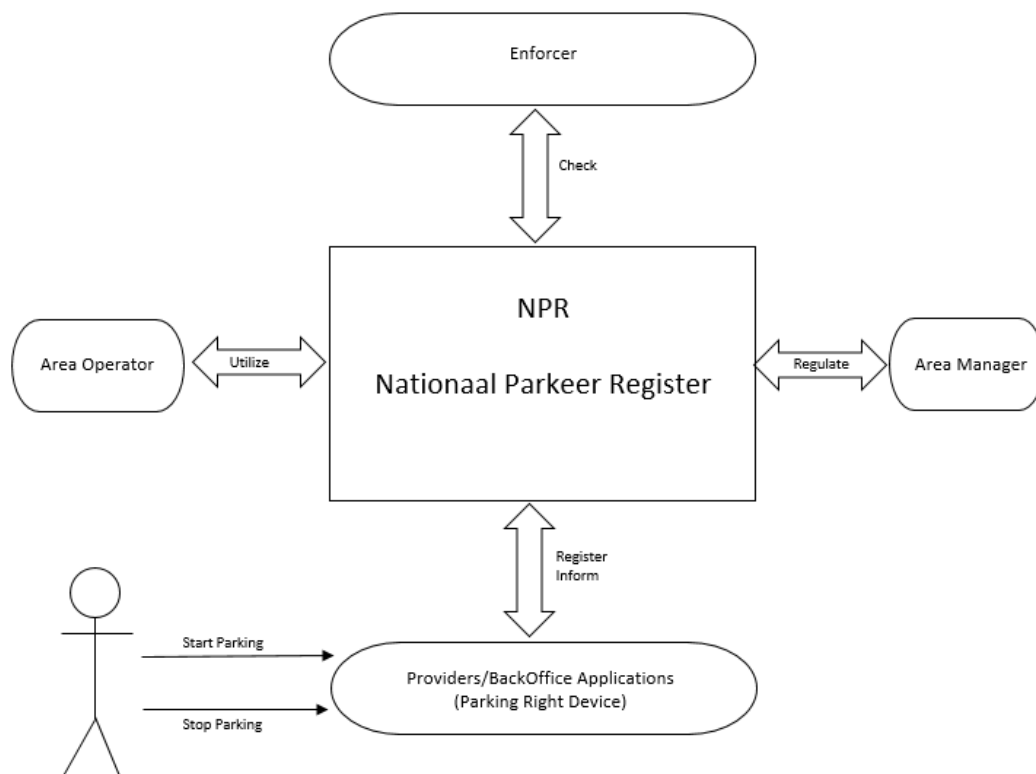 Enforcer
Check
NPR
Nationaal Parkeer Register
Area Operator
Utilize
Regulate
Area Manager
Register
Inform
Start Parking
Stop Parking
Providers/BackOffice Applications
(Parking Right Device)